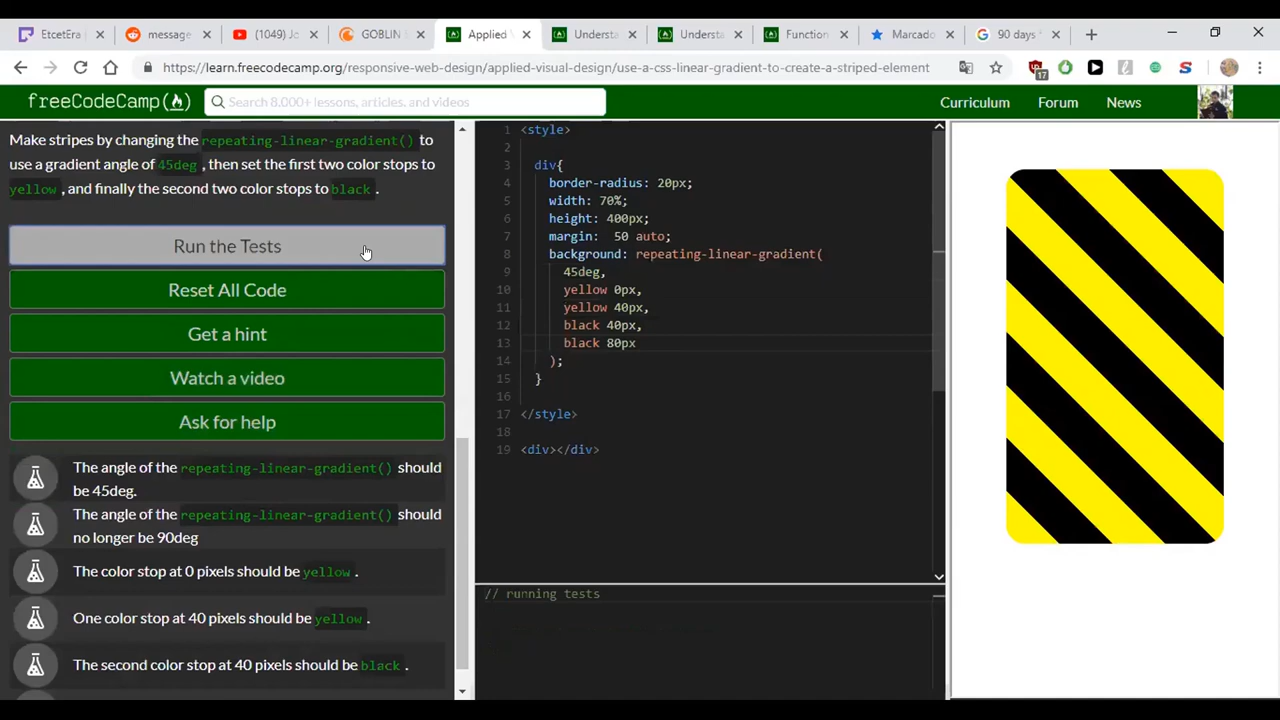 EtcetEra
message
(1049) Jo
GOBLIN
Applied V
Understa
Understa
Function
Marcado
90 days
https://learn.freecodecamp.org/responsive-web-design/applied-visual-design/use-a-css-linear-gradient-to-create-a-striped-element
17
freeCodeCamp
Search 8,000+ lessons, articles, and videos
Curriculum
Forum
News
Make stripes by changing the repeating-linear-gradient() to
use a gradient angle of 45deg , then set the first two color stops to
yellow , and finally the second two color stops to black .
Run the Tests
Reset All Code
Get a hint
Watch a video
Ask for help
The angle of the repeating-linear-gradient() should
be 45deg.
The angle of the repeating-linear-gradient() should
no longer be 90deg
The color stop at 0 pixels should be yellow .
One color stop at 40 pixels should be yellow .
The second color stop at 40 pixels should be black .
1 <style>
2
3 div{
4 border-radius: 20px;
5 width: 70%;
6 height: 400px;
7 margin:  50 auto;
8 background: repeating-linear-gradient(
9 45deg,
10 yellow 0px,
11 yellow 40px,
12 black 40px,
13 black 80px
14 );
15 }
16
17 </style>
18
19 <div></div>
// running tests